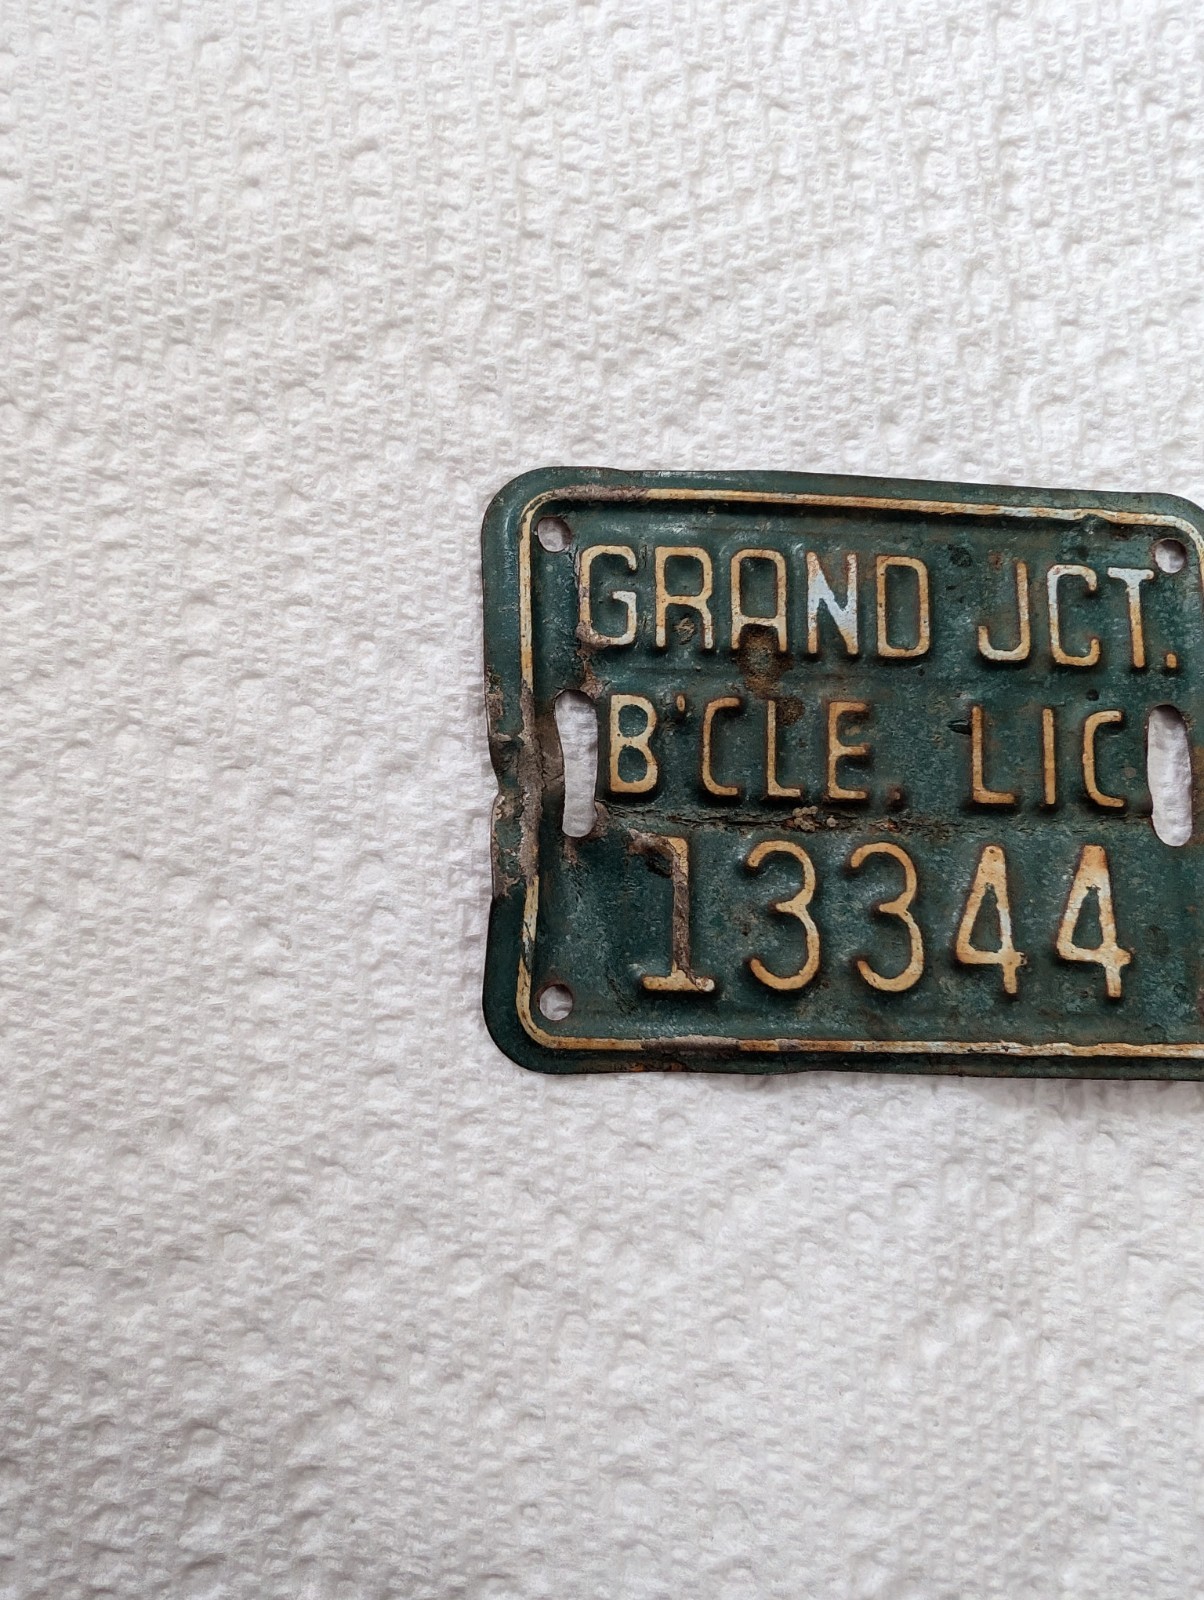 GRAND JCT.
B'CLE. LIC
13344